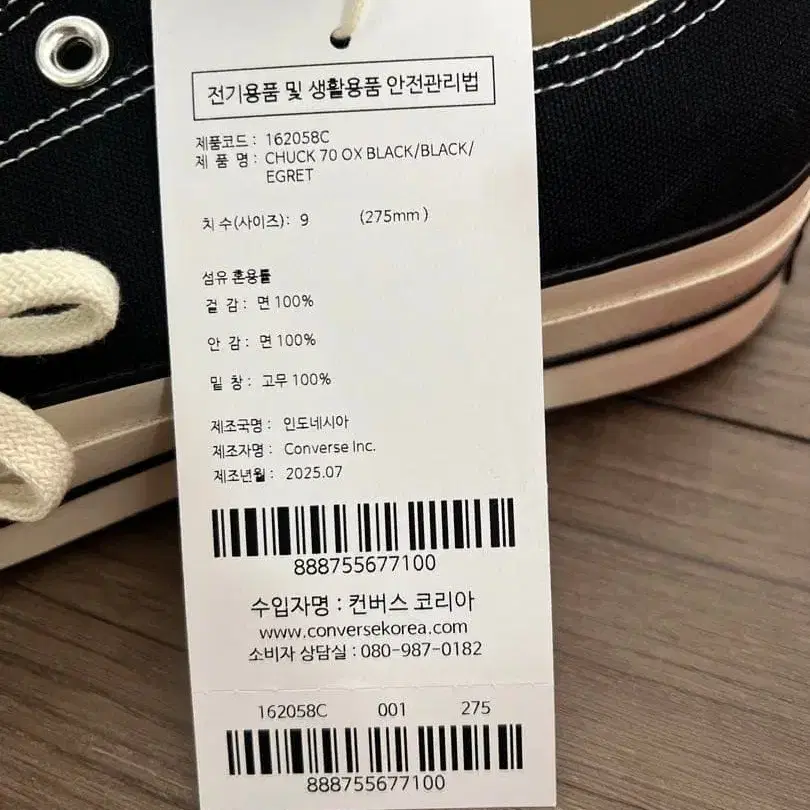 전기용품 및 생활용품 안전관리법
제품코드 : 162058C
제 품 명 : CHUCK 70 OX BLACK/BLACK/
EGRET
치 수(사이즈) : 9 (275mm)
섬유 혼용률
겉 감 : 면 100%
안 감 : 면 100%
밑 창 : 고무 100%
제조국명 : 인도네시아
제조자명 : Converse Inc.
제조년월 : 2025.07
888755677100
수입자명 : 컨버스 코리아
www.conversekorea.com
소비자 상담실 : 080-987-0182
162058C 001 275
888755677100